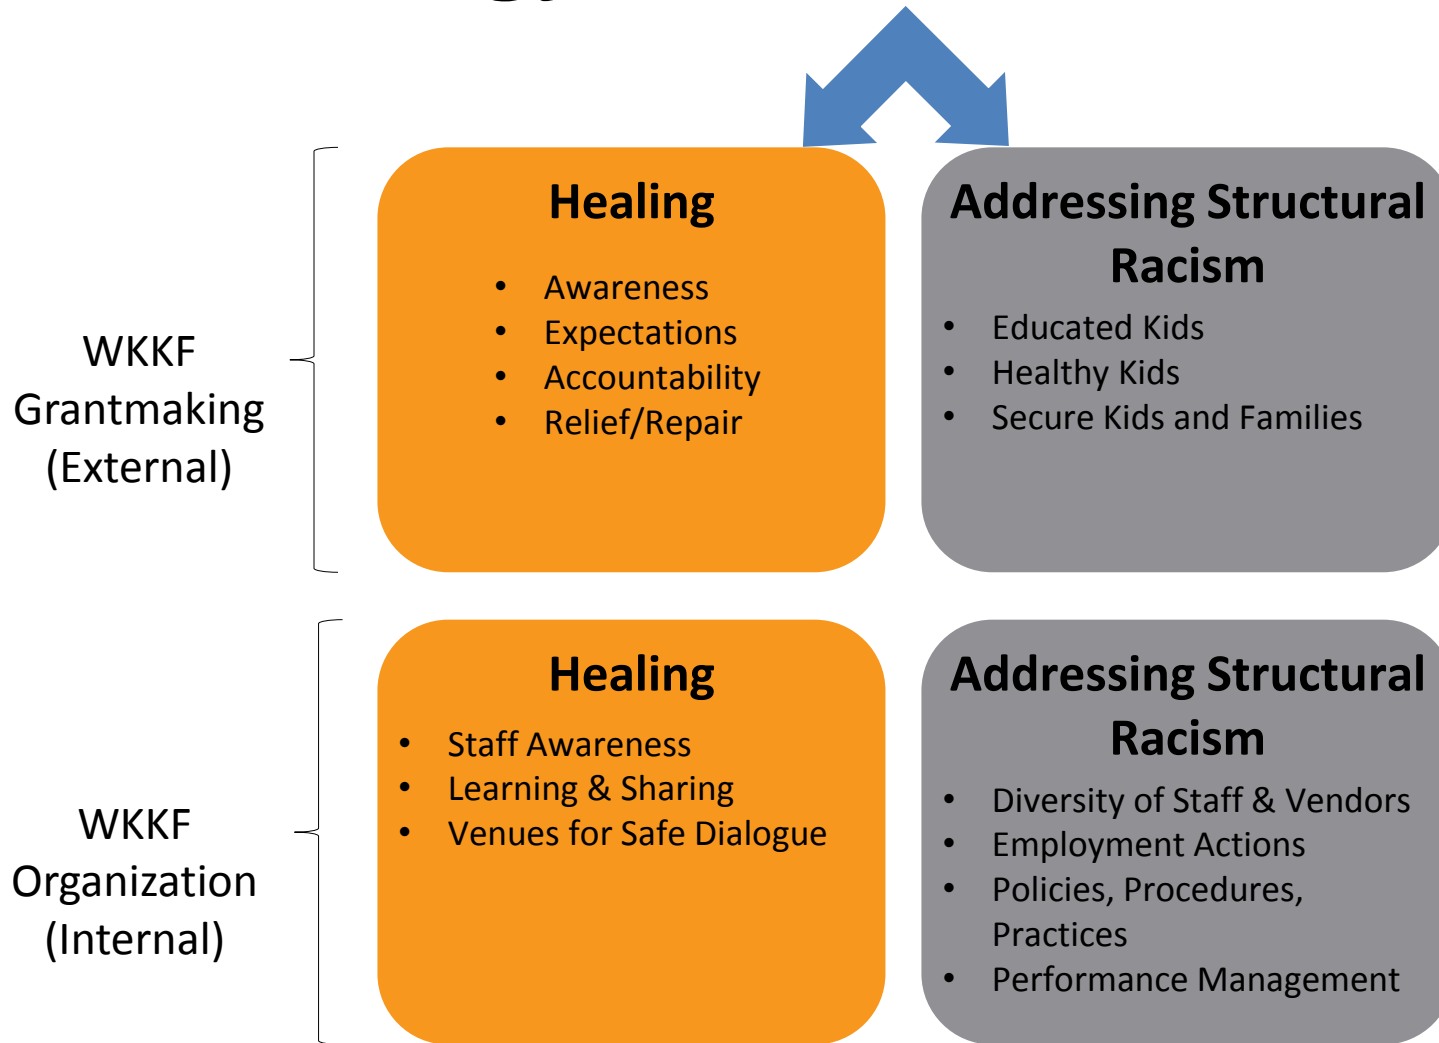 WKKF
Grantmaking
(External)
Healing
• Awareness
• Expectations
• Accountability
• Relief/Repair
Addressing Structural
Racism
• Educated Kids
• Healthy Kids
• Secure Kids and Families
WKKF
Organization
(Internal)
Healing
• Staff Awareness
• Learning & Sharing
• Venues for Safe Dialogue
Addressing Structural
Racism
• Diversity of Staff & Vendors
• Employment Actions
• Policies, Procedures,
Practices
• Performance Management